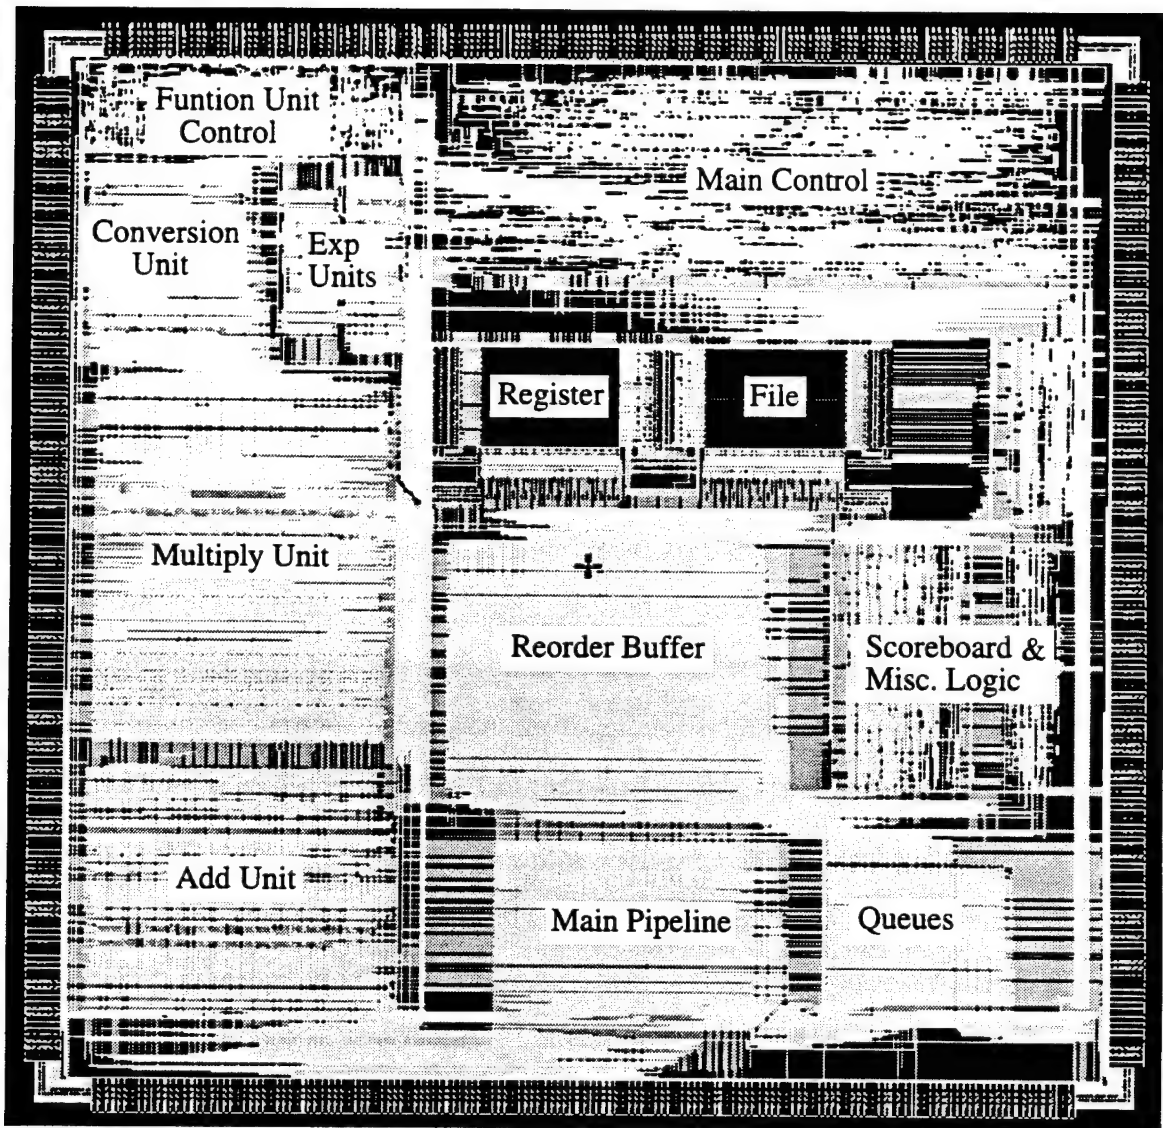 Funtion Unit
Control
Main Control
Conversion
Unit
Exp
Units
Register
File
Multiply Unit
Reorder Buffer
Scoreboard &
Misc. Logic
Add Unit
Main Pipeline
Queues